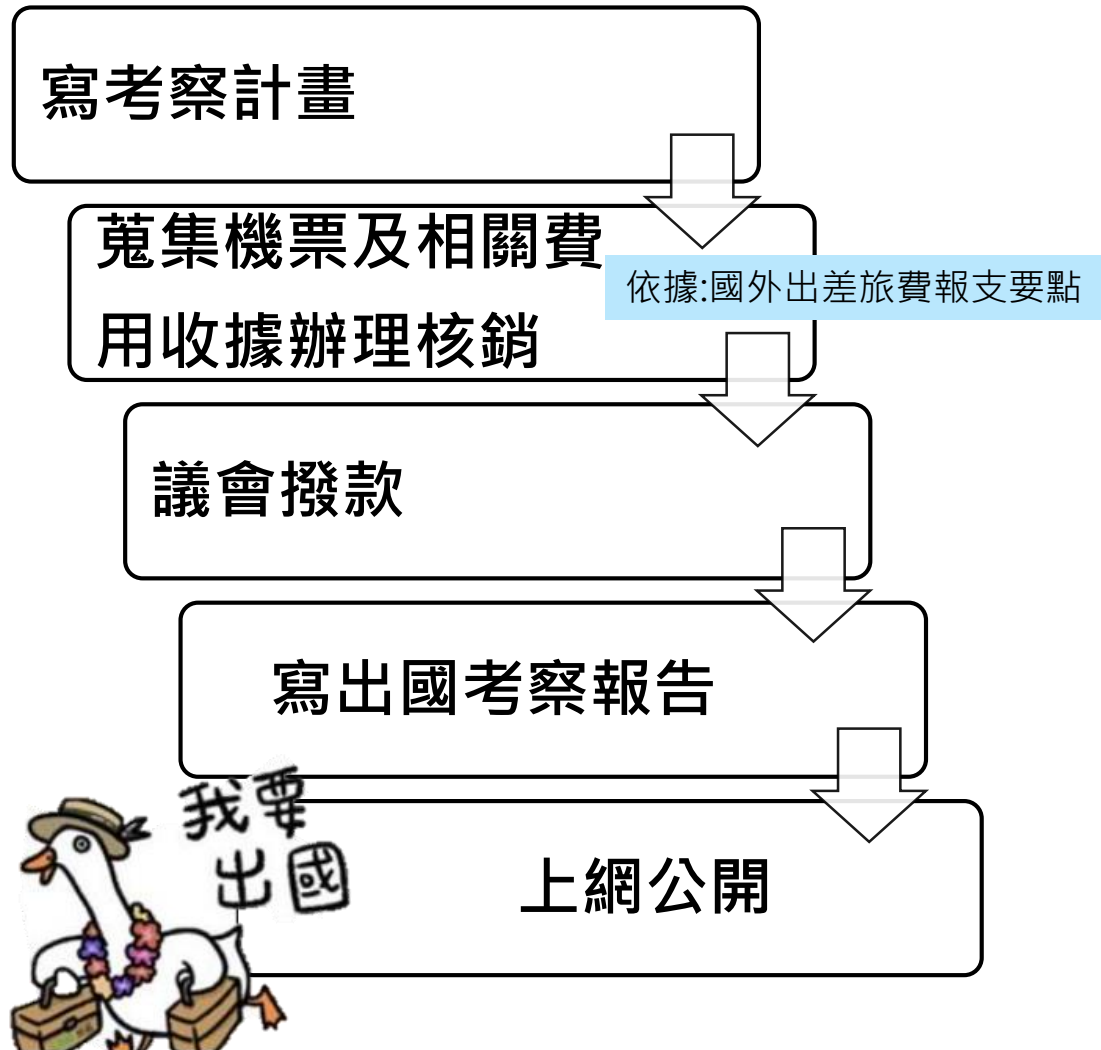 寫考察計畫
蒐集機票及相關費
用收據辦理核銷
依據:國外出差旅費報支要點
議會撥款
寫出國考察報告
我要
出國
上網公開